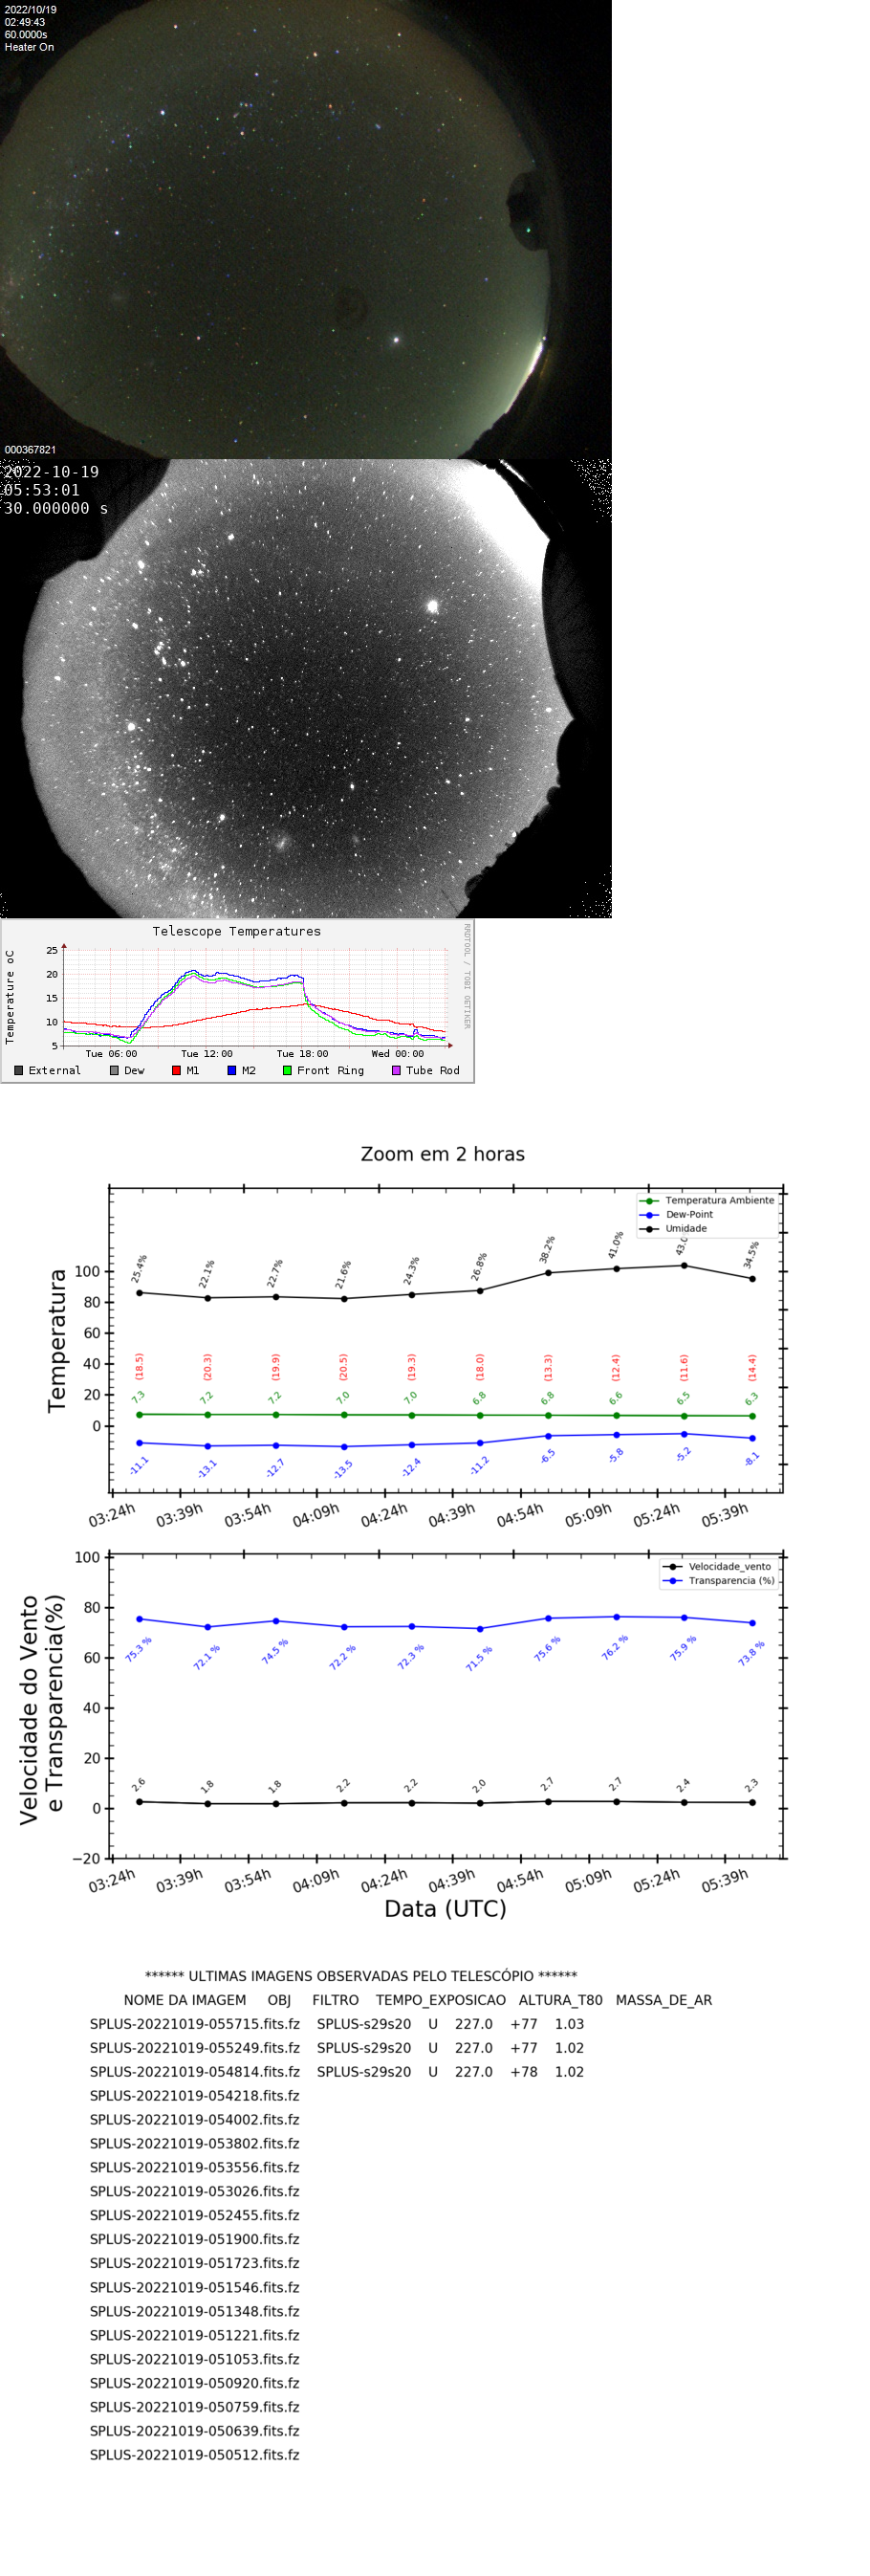 2022/10/19
02:49:43
60.0000s
Heater On
000367821
2022-10-19
05:53:01
30.000000 s
Telescope Temperatures
Temperature oC
25
20
15
10
5
Tue 06:00 Tue 12:00 Tue 18:00 Wed 00:00
External Dew M1 M2 Front Ring Tube Rod
RRDTOOL / TOBI OETIKER
Zoom em 2 horas
Temperatura
Temperatura Ambiente
Dew-Point
Umidade
25.4% 22.1% 22.7% 21.6% 24.3% 26.8% 38.2% 41.0% 43.0 34.5%
100
80
60
40
20
0
(18.5) (20.3) (19.9) (20.5) (19.3) (18.0) (13.3) (12.4) (11.6) (14.4)
7.3 7.2 7.2 7.0 7.0 6.8 6.8 6.6 6.5 6.3
-11.1 -13.1 -12.7 -13.5 -12.4 -11.2 -6.5 -5.8 -5.2 -8.1
03:24h 03:39h 03:54h 04:09h 04:24h 04:39h 04:54h 05:09h 05:24h 05:39h
Velocidade do Vento
e Transparencia(%)
Velocidade_vento
Transparencia (%)
100
80
60
40
20
0
−20
75.3 % 72.1 % 74.5 % 72.2 % 72.3 % 71.5 % 75.6 % 76.2 % 75.9 % 73.8 %
2.6 1.8 1.8 2.2 2.2 2.0 2.7 2.7 2.4 2.3
03:24h 03:39h 03:54h 04:09h 04:24h 04:39h 04:54h 05:09h 05:24h 05:39h
Data (UTC)
****** ULTIMAS IMAGENS OBSERVADAS PELO TELESCÓPIO ******
NOME DA IMAGEM OBJ FILTRO TEMPO_EXPOSICAO ALTURA_T80 MASSA_DE_AR
SPLUS-20221019-055715.fits.fz SPLUS-s29s20 U 227.0 +77 1.03
SPLUS-20221019-055249.fits.fz SPLUS-s29s20 U 227.0 +77 1.02
SPLUS-20221019-054814.fits.fz SPLUS-s29s20 U 227.0 +78 1.02
SPLUS-20221019-054218.fits.fz
SPLUS-20221019-054002.fits.fz
SPLUS-20221019-053802.fits.fz
SPLUS-20221019-053556.fits.fz
SPLUS-20221019-053026.fits.fz
SPLUS-20221019-052455.fits.fz
SPLUS-20221019-051900.fits.fz
SPLUS-20221019-051723.fits.fz
SPLUS-20221019-051546.fits.fz
SPLUS-20221019-051348.fits.fz
SPLUS-20221019-051221.fits.fz
SPLUS-20221019-051053.fits.fz
SPLUS-20221019-050920.fits.fz
SPLUS-20221019-050759.fits.fz
SPLUS-20221019-050639.fits.fz
SPLUS-20221019-050512.fits.fz